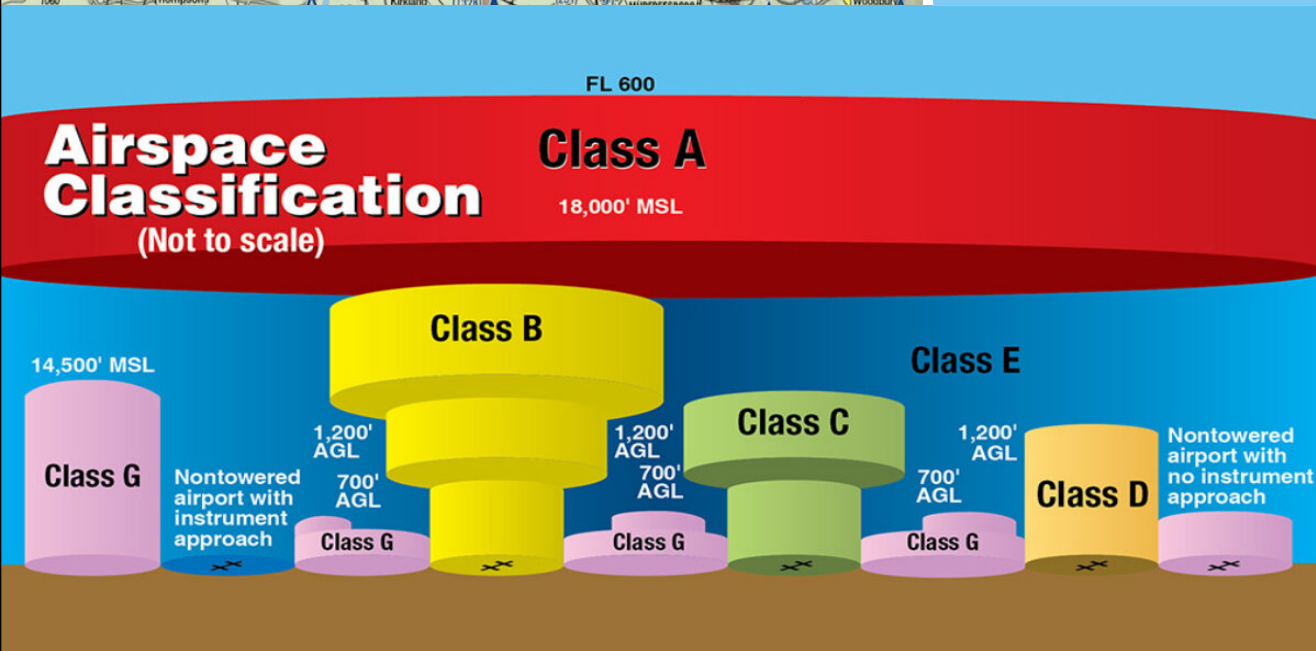 Kirkland
Woodbury
FL 600
Airspace
Classification
(Not to scale)
Class A
18,000' MSL
Class B
Class E
14,500' MSL
Class G
Nontowered
airport with
instrument
approach
1,200'
AGL
700'
AGL
Class G
1,200'
AGL
700'
AGL
Class G
Class C
1,200'
AGL
700'
AGL
Class G
Class D
Nontowered
airport with
no instrument
approach